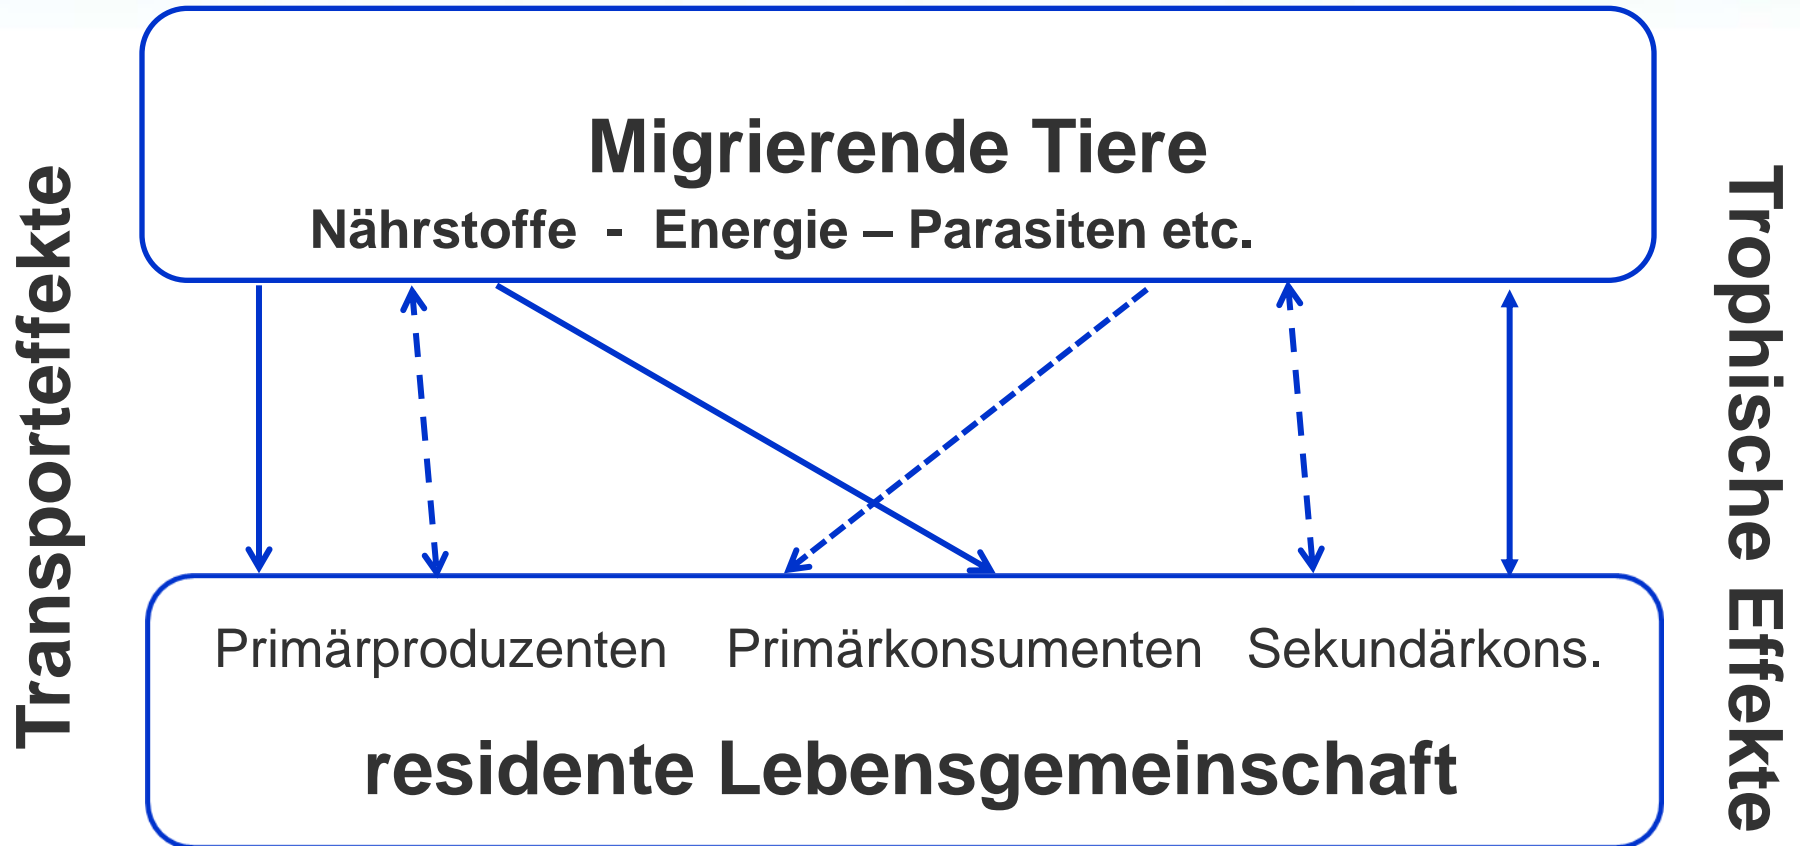 Migrierende Tiere
Nährstoffe - Energie – Parasiten etc.
Transporteffekte
Trophische Effekte
Primärproduzenten Primärkonsumenten Sekundärkons.
residente Lebensgemeinschaft